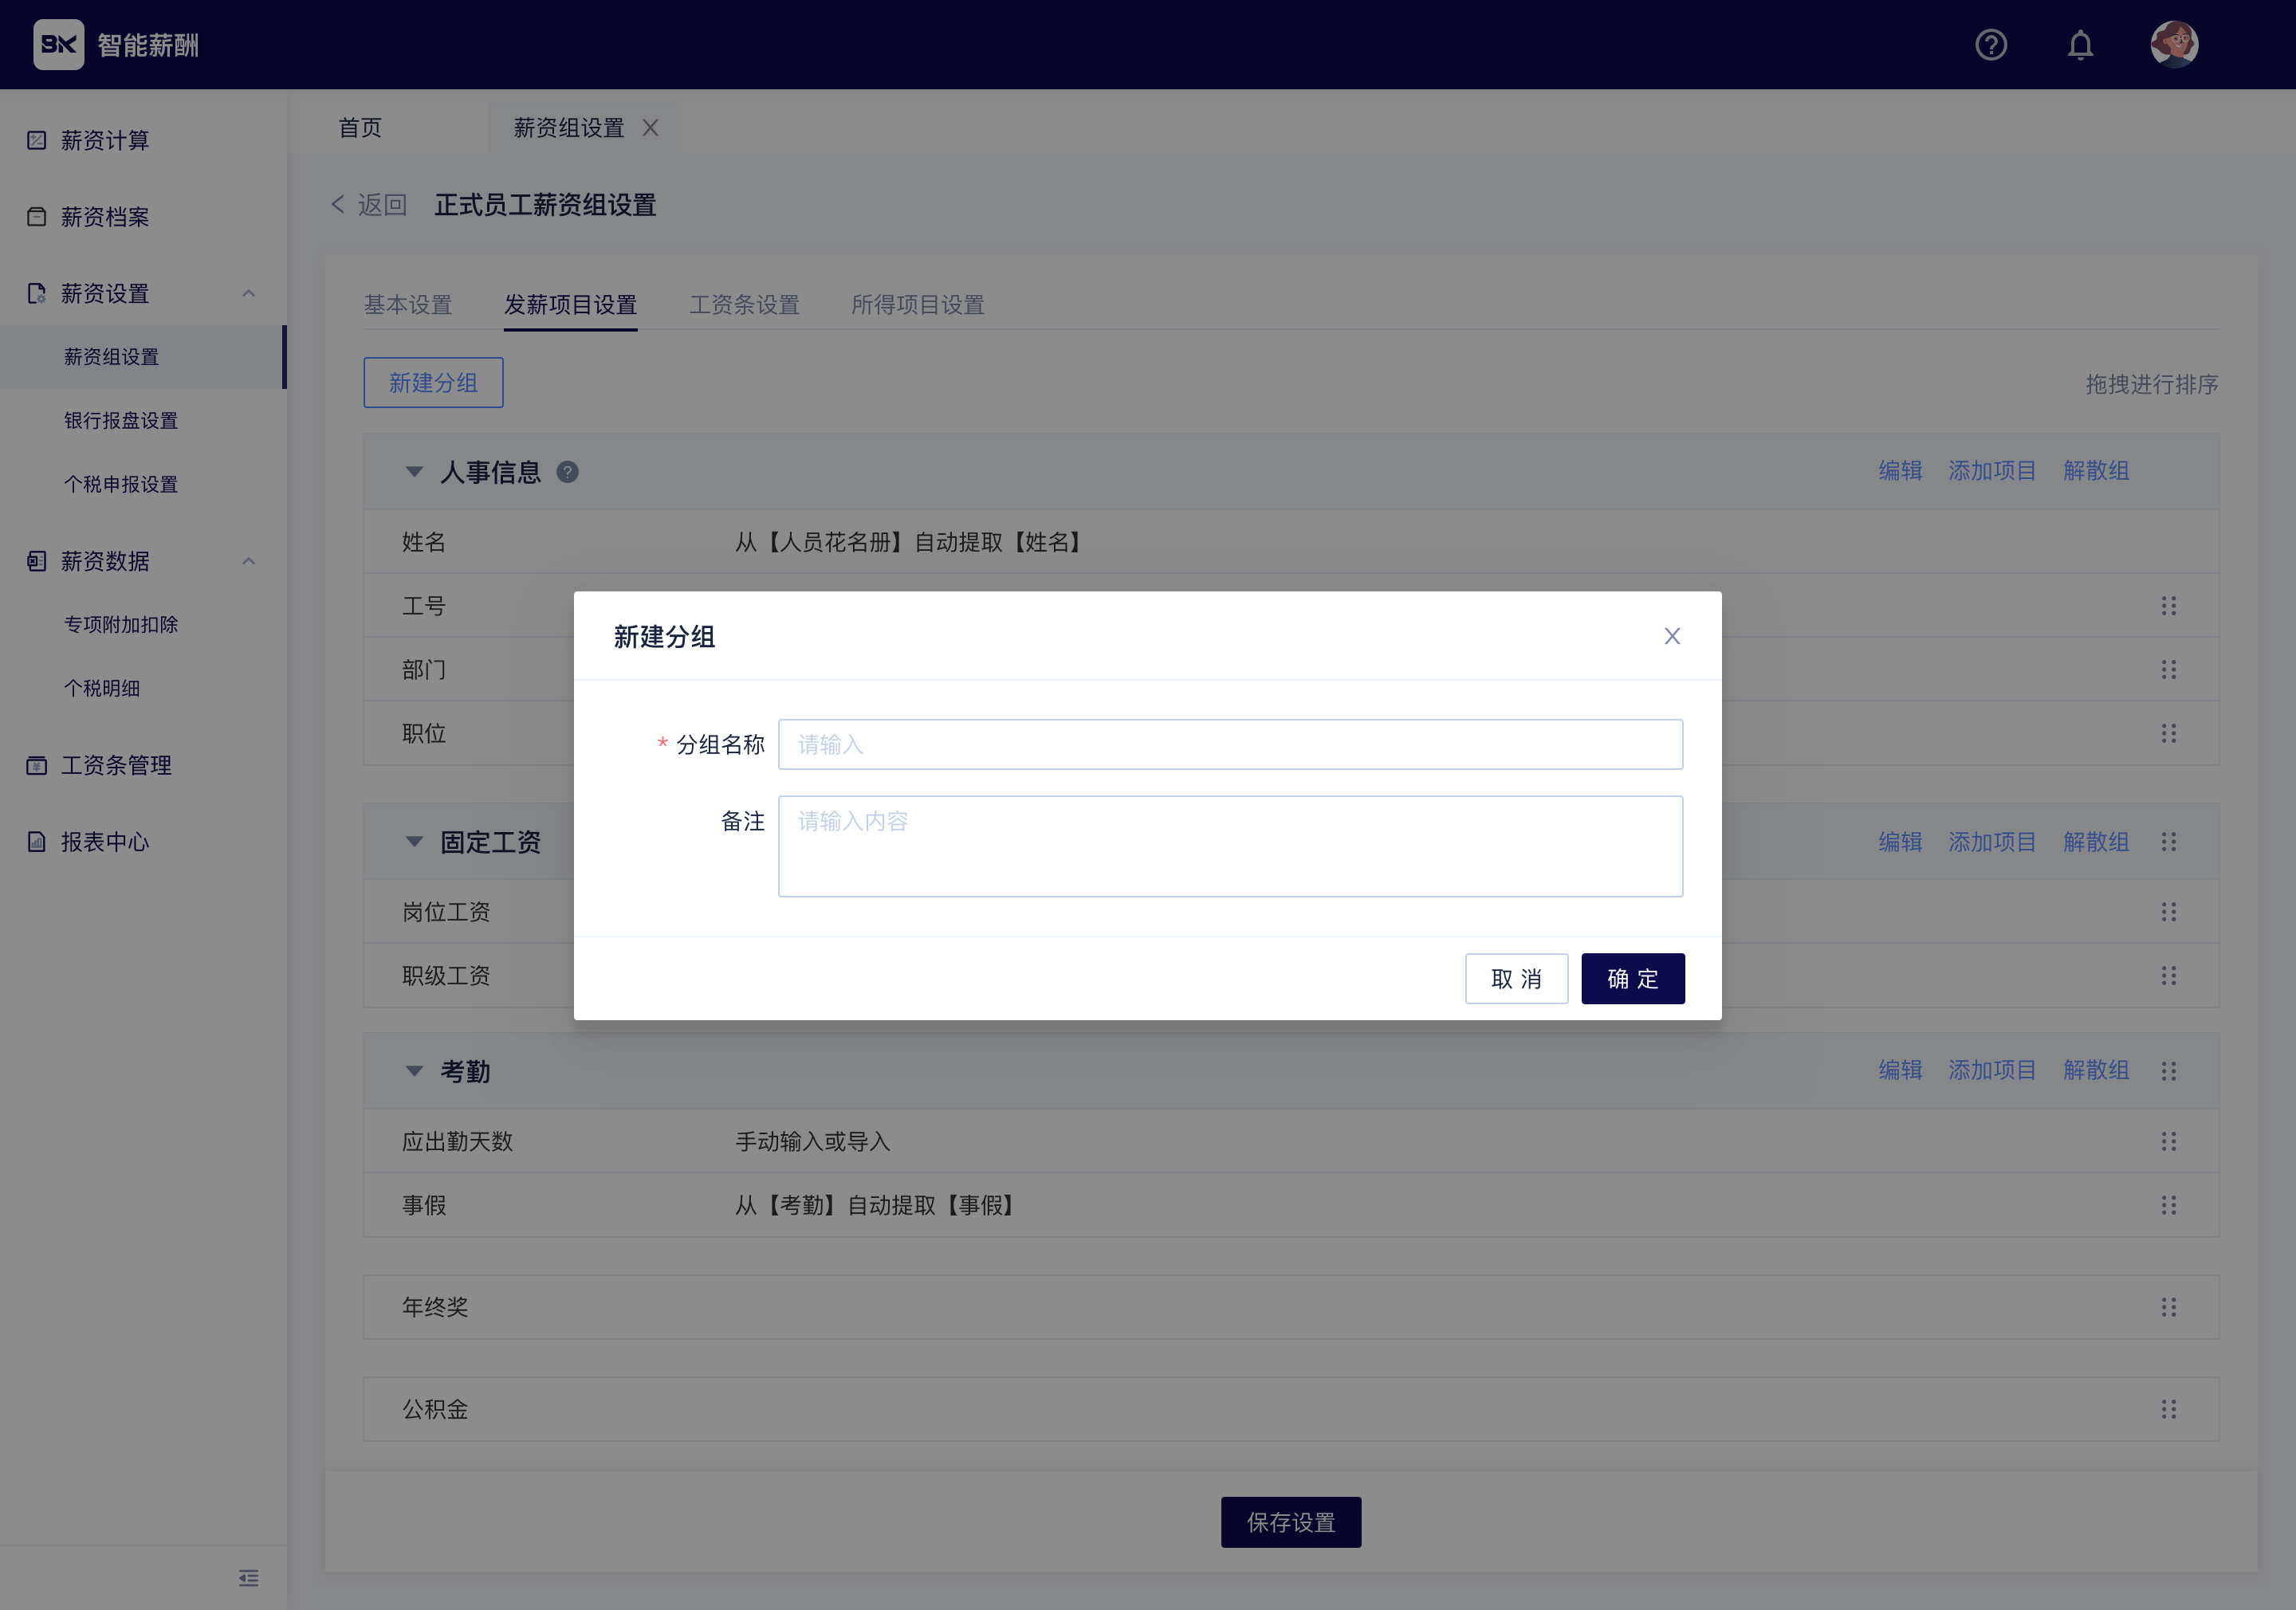 BK 智能薪酬
薪资计算
薪资档案
薪资设置
薪资组设置
银行报盘设置
个税申报设置
薪资数据
专项附加扣除
个税明细
工资条管理
报表中心
首页 薪资组设置
返回 正式员工薪资组设置
基本设置 发薪项目设置 工资条设置 所得项目设置
新建分组 拖拽进行排序
人事信息 ? 编辑 添加项目 解散组
姓名 从【人员花名册】自动提取【姓名】
工号
部门
职位
固定工资 编辑 添加项目 解散组
岗位工资
职级工资
考勤 编辑 添加项目 解散组
应出勤天数 手动输入或导入
事假 从【考勤】自动提取【事假】
年终奖
公积金
保存设置
新建分组
* 分组名称 请输入
备注 请输入内容
取 消 确 定